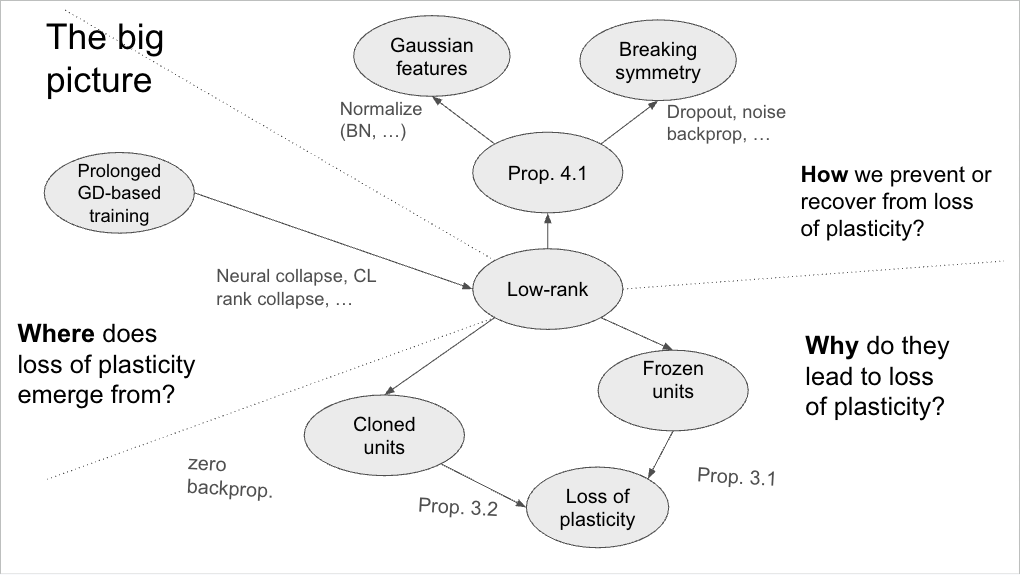 The big
picture
Gaussian
features
Breaking
symmetry
Normalize
(BN, …)
Dropout, noise
backprop, …
Prop. 4.1
Prolonged
GD-based
training
How we prevent or
recover from loss
of plasticity?
Neural collapse, CL
rank collapse, …
Low-rank
Where does
loss of plasticity
emerge from?
Why do they
lead to loss
of plasticity?
Frozen
units
Cloned
units
zero
backprop.
Prop. 3.2
Prop. 3.1
Loss of
plasticity